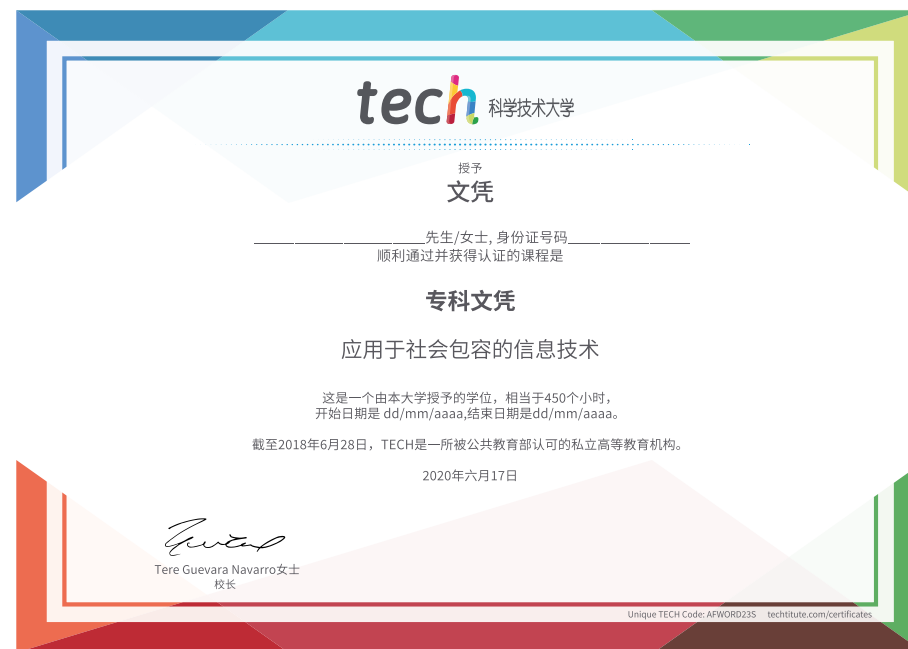 tech 科学技术大学
授予
文凭
______________________先生/女士, 身份证号码________________
顺利通过并获得认证的课程是
专科文凭
应用于社会包容的信息技术
这是一个由本大学授予的学位，相当于450个小时，
开始日期是 dd/mm/aaaa,结束日期是dd/mm/aaaa。
截至2018年6月28日，TECH是一所被公共教育部认可的私立高等教育机构。
2020年六月17日
Tere Guevara Navarro女士
校长
Unique TECH Code: AFWORD23S techtitute.com/certificates